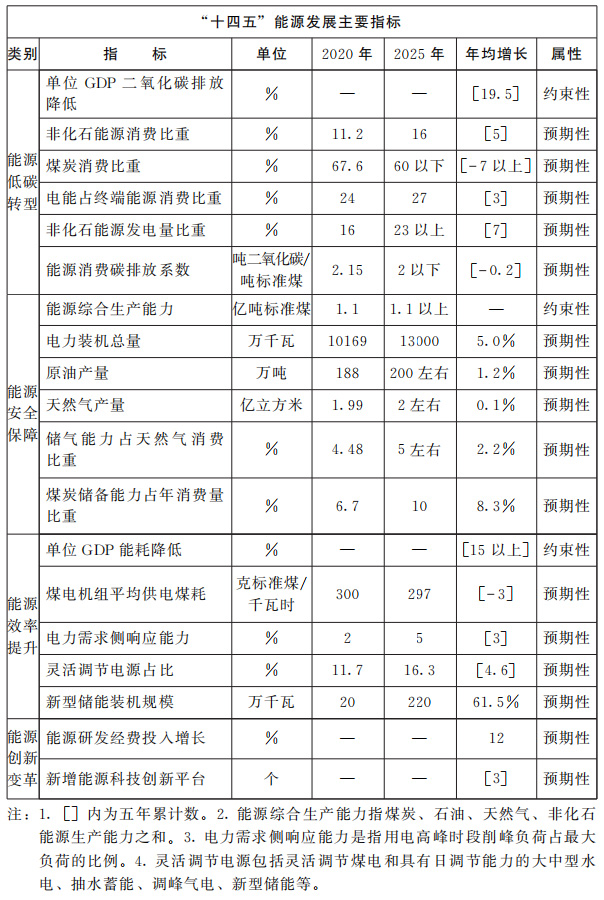 “十四五”能源发展主要指标
类别 指标 单位 2020年 2025年 年均增长 属性
能源低碳转型
单位GDP二氧化碳排放降低 % — — [19.5] 约束性
非化石能源消费比重 % 11.2 16 [5] 预期性
煤炭消费比重 % 67.6 60以下 [-7以上] 预期性
电能占终端能源消费比重 % 24 27 [3] 预期性
非化石能源发电量比重 % 16 23以上 [7] 预期性
能源消费碳排放系数 吨二氧化碳/吨标准煤 2.15 2以下 [-0.2] 预期性
能源安全保障
能源综合生产能力 亿吨标准煤 1.1 1.1以上 — 约束性
电力装机总量 万千瓦 10169 13000 5.0% 预期性
原油产量 万吨 188 200左右 1.2% 预期性
天然气产量 亿立方米 1.99 2左右 0.1% 预期性
储气能力占天然气消费比重 % 4.48 5左右 2.2% 预期性
煤炭储备能力占年消费量比重 % 6.7 10 8.3% 预期性
能源效率提升
单位GDP能耗降低 % — — [15以上] 约束性
煤电机组平均供电煤耗 克标准煤/千瓦时 300 297 [-3] 预期性
电力需求侧响应能力 % 2 5 [3] 预期性
灵活调节电源占比 % 11.7 16.3 [4.6] 预期性
新型储能装机规模 万千瓦 20 220 61.5% 预期性
能源创新变革
能源研发经费投入增长 % — — 12 预期性
新增能源科技创新平台 个 — — [3] 预期性
注：1. []内为五年累计数。2. 能源综合生产能力指煤炭、石油、天然气、非化石
能源生产能力之和。3. 电力需求侧响应能力是指用电高峰时段削峰负荷占最大
负荷的比例。4. 灵活调节电源包括灵活调节煤电和具有日调节能力的大中型水
电、抽水蓄能、调峰气电、新型储能等。